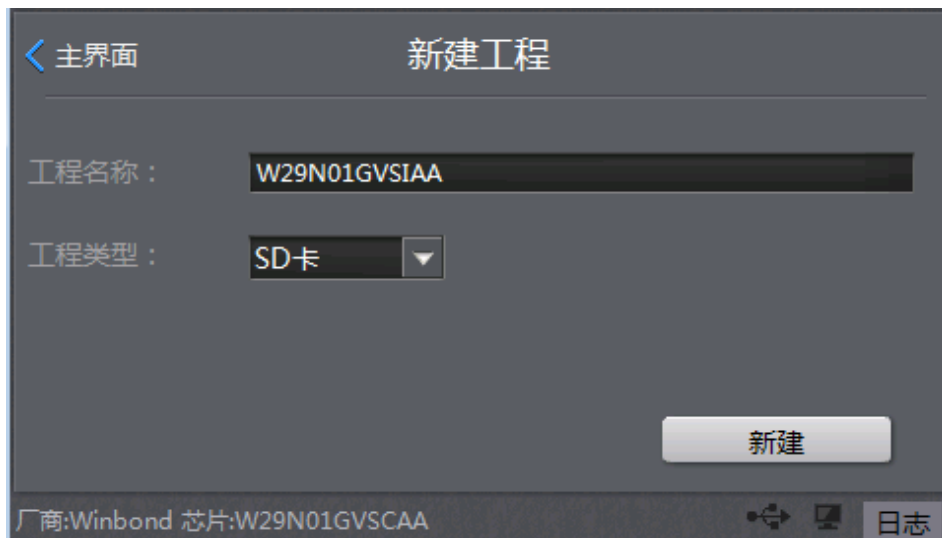 主界面
新建工程
工程名称：
W29N01GVSIAA
工程类型：
SD卡
新建
厂商:Winbond 芯片:W29N01GVSCAA
日志